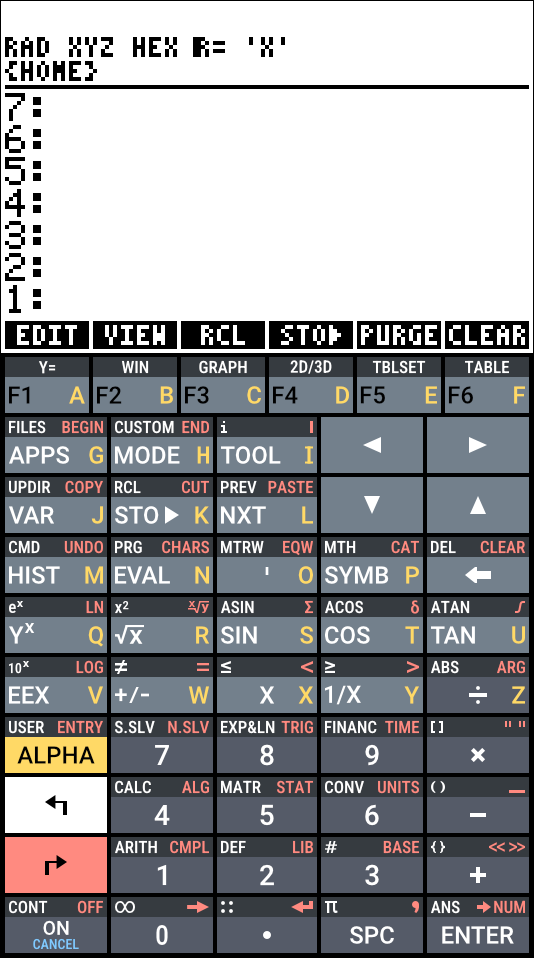 RAD XYZ HEX R= 'X'
{HOME}
7:
6:
5:
4:
3:
2:
1:
EDIT VIEW RCL STO▶ PURGE CLEAR
Y= WIN GRAPH 2D/3D TBLSET TABLE
F1 A F2 B F3 C F4 D F5 E F6 F
FILES BEGIN CUSTOM END i I
APPS G MODE H TOOL I ◀ ▶
UPDIR COPY RCL CUT PREV PASTE
VAR J STO▶ K NXT L ▼ ▲
CMD UNDO PRG CHARS MTRW EQW MTH CAT DEL CLEAR
HIST M EVAL N ' O SYMB P 🡄
eˣ LN x² ˣ√y ASIN Σ ACOS δ ATAN ∫
Yˣ Q √x R SIN S COS T TAN U
10ˣ LOG ≠ = ≤ < ≥ > ABS ARG
EEX V +/- W X X 1/X Y ÷ Z
USER ENTRY S.SLV N.SLV EXP&LN TRIG FINANC TIME [] " "
ALPHA 7 8 9 ×
CALC ALG MATR STAT CONV UNITS () _
↰ 4 5 6 −
ARITH CMPL DEF LIB # BASE {} <<>>
↱ 1 2 3 +
CONT OFF ∞ → :: ↵ π , ANS →NUM
ON 0 . SPC ENTER
CANCEL